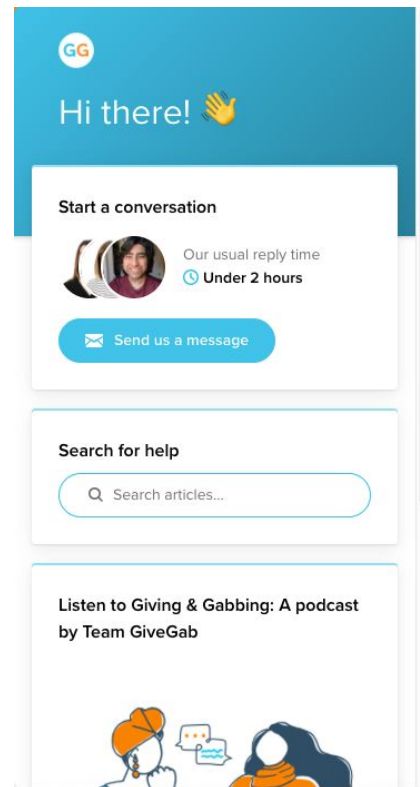 GG
Hi there! 👋
Start a conversation
Our usual reply time
Under 2 hours
Send us a message
Search for help
Search articles...
Listen to Giving & Gabbing: A podcast
by Team GiveGab